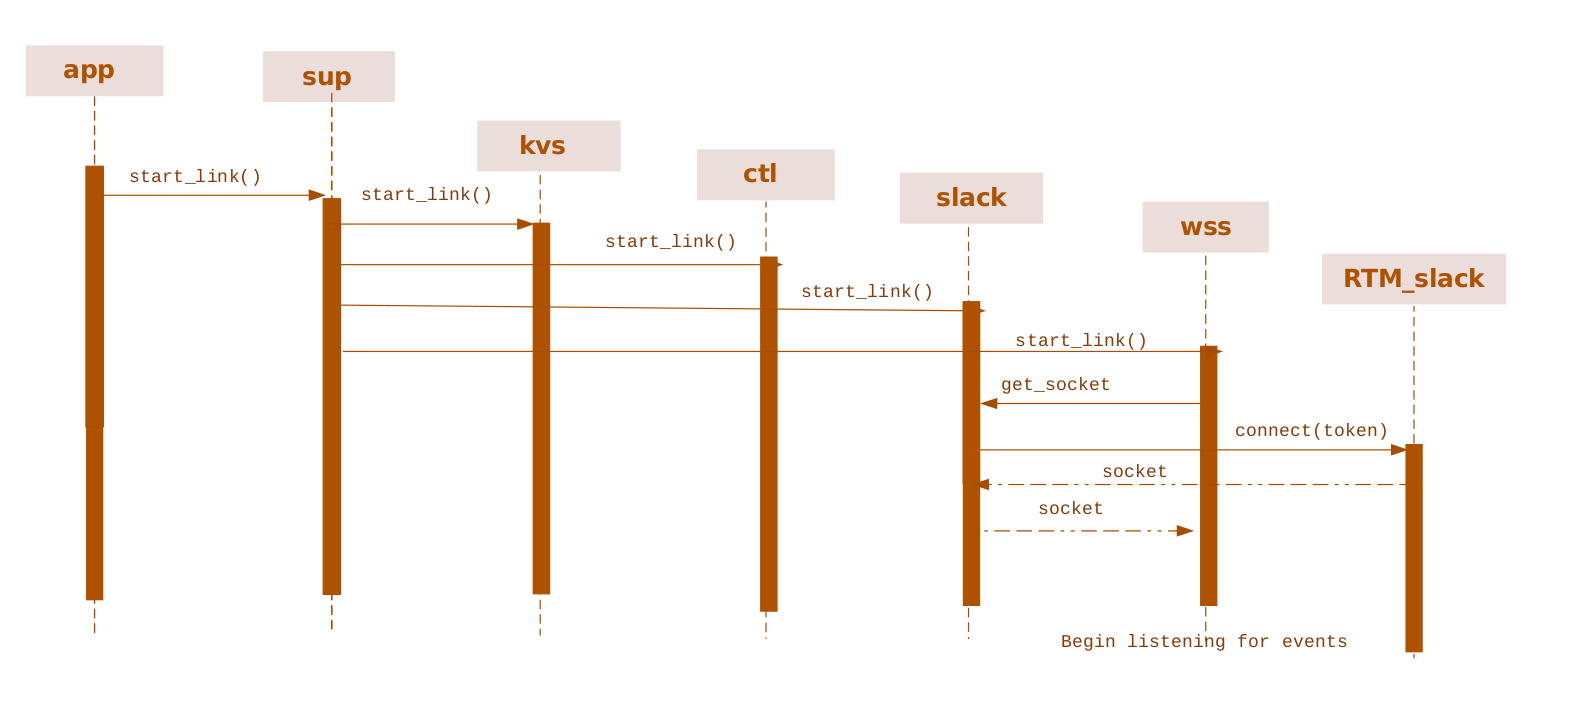 app
sup
kvs
ctl
start_link()
start_link()
slack
wss
start_link()
RTM_slack
start_link()
start_link()
get_socket
connect(token)
socket
socket
Begin listening for events